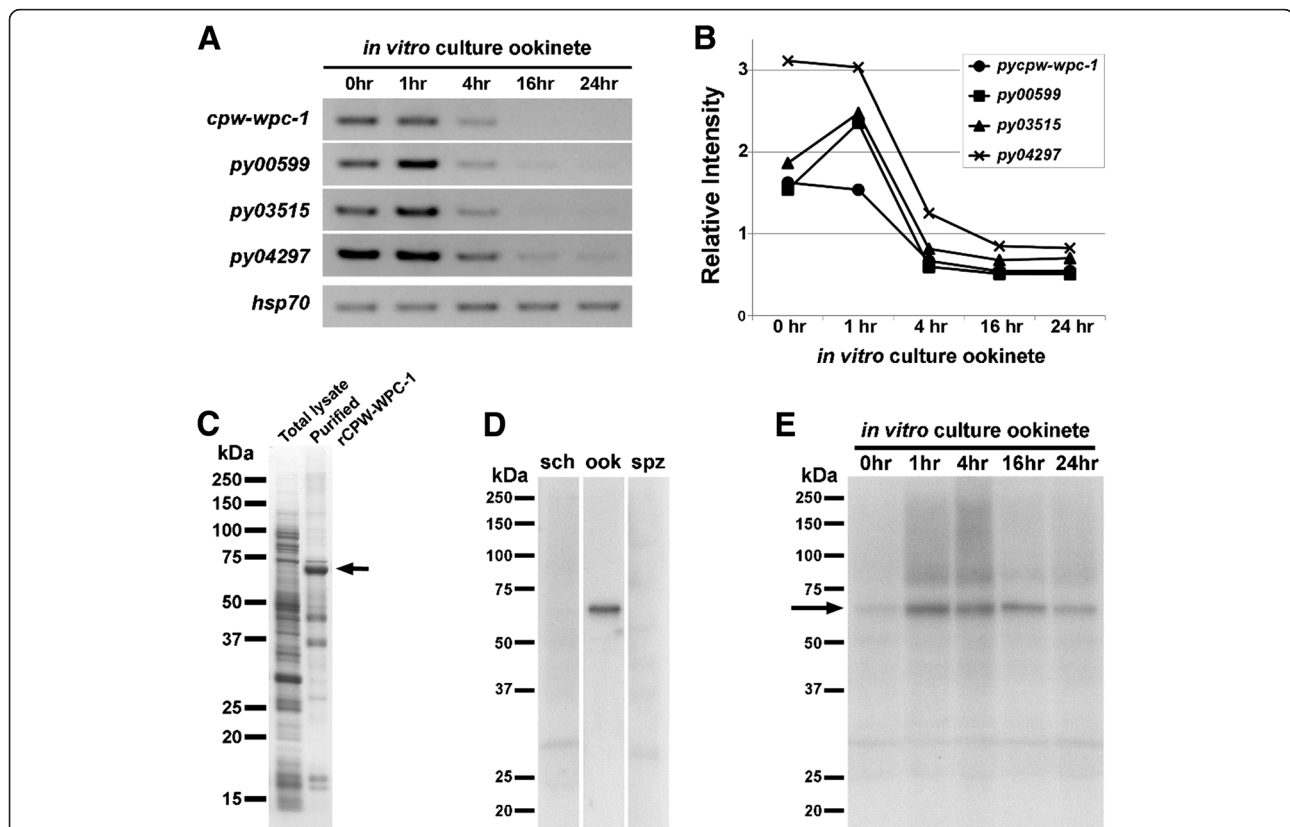 A
in vitro culture ookinete
0hr 1hr 4hr 16hr 24hr
cpw-wpc-1
py00599
py03515
py04297
hsp70
B
Relative Intensity
3
2
1
0
0 hr 1 hr 4 hr 16 hr 24 hr
in vitro culture ookinete
pycpw-wpc-1
py00599
py03515
py04297
C
Total lysate
Purified
rCPW-WPC-1
kDa
250
150
100
75
50
37
25
20
15
D
sch ook spz
kDa
250
150
100
75
50
37
25
20
E
in vitro culture ookinete
0hr 1hr 4hr 16hr 24hr
kDa
250
150
100
75
50
37
25
20